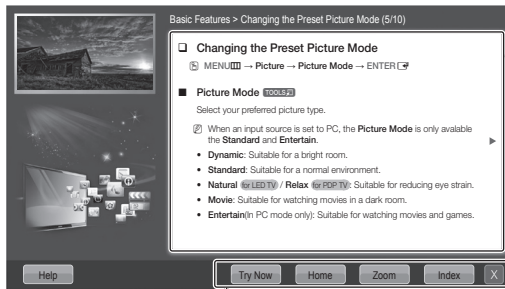 Basic Features > Changing the Preset Picture Mode (5/10)
Changing the Preset Picture Mode
MENU → Picture → Picture Mode → ENTER
Picture Mode TOOLS
Select your preferred picture type.
When an input source is set to PC, the Picture Mode is only avalable
the Standard and Entertain.
• Dynamic: Suitable for a bright room.
• Standard: Suitable for a normal environment.
• Natural (for LED TV) / Relax (for PDP TV): Suitable for reducing eye strain.
• Movie: Suitable for watching movies in a dark room.
• Entertain(In PC mode only): Suitable for watching movies and games.
Help
Try Now
Home
Zoom
Index
X